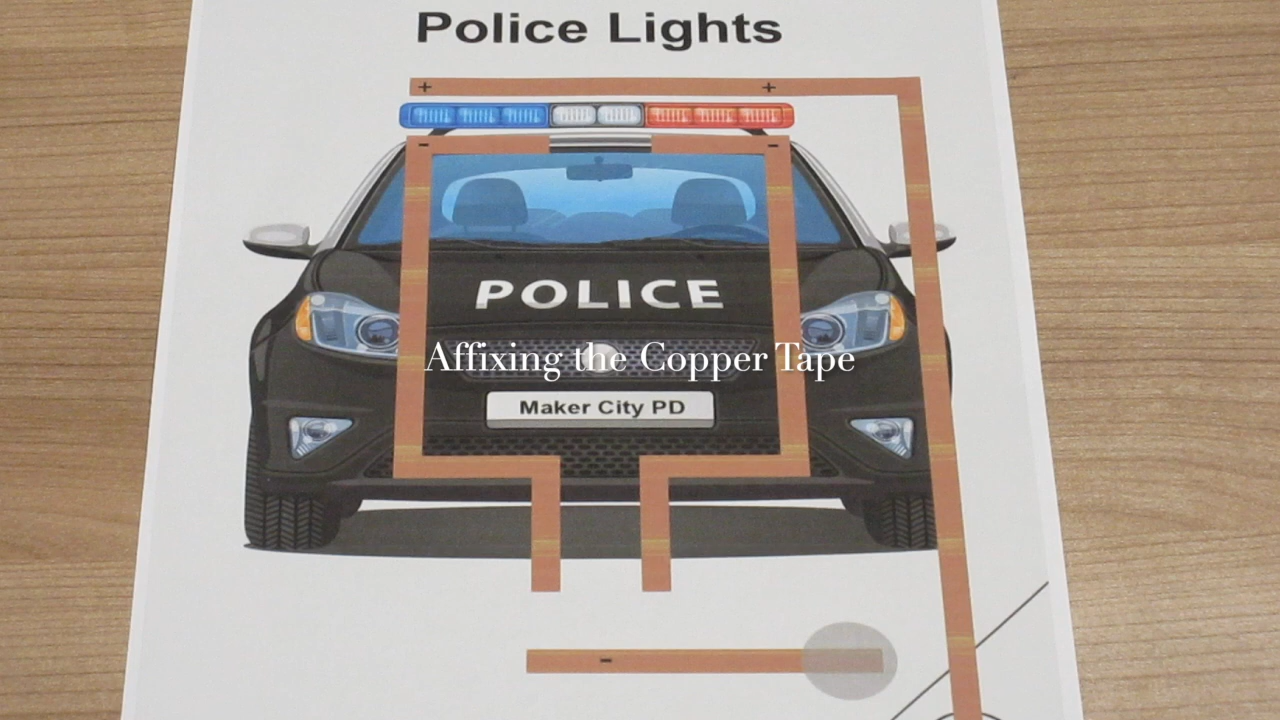 Police Lights
+ +
- -
POLICE
Affixing the Copper Tape
Maker City PD
-